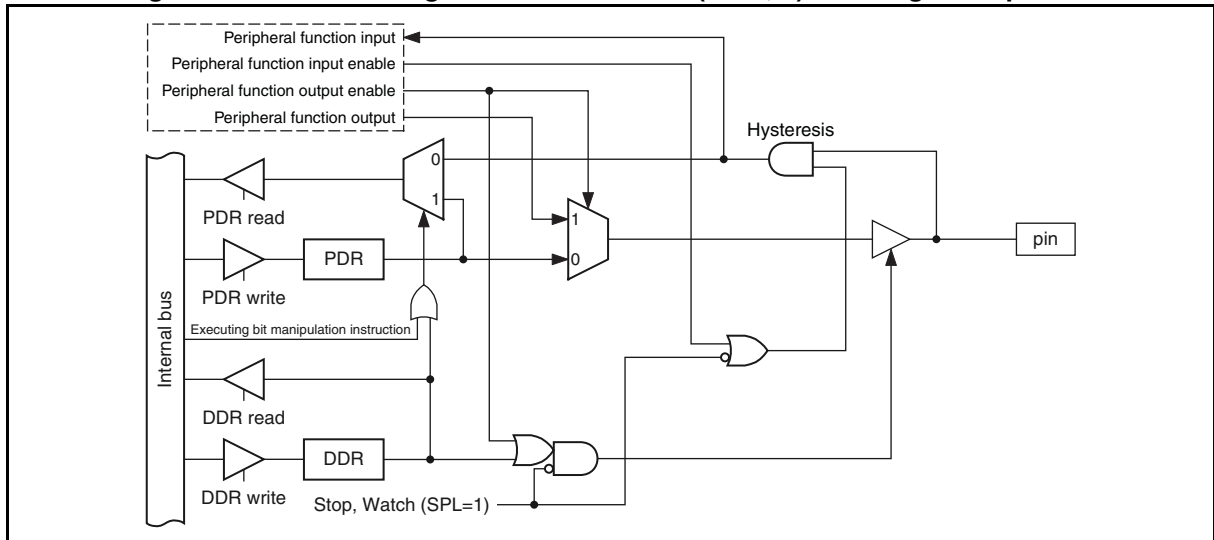 Peripheral function input
Peripheral function input enable
Peripheral function output enable
Peripheral function output
Hysteresis
0
1
PDR read
1
pin
PDR
0
PDR write
Executing bit manipulation instruction
Internal bus
DDR read
DDR
DDR write
Stop, Watch (SPL=1)